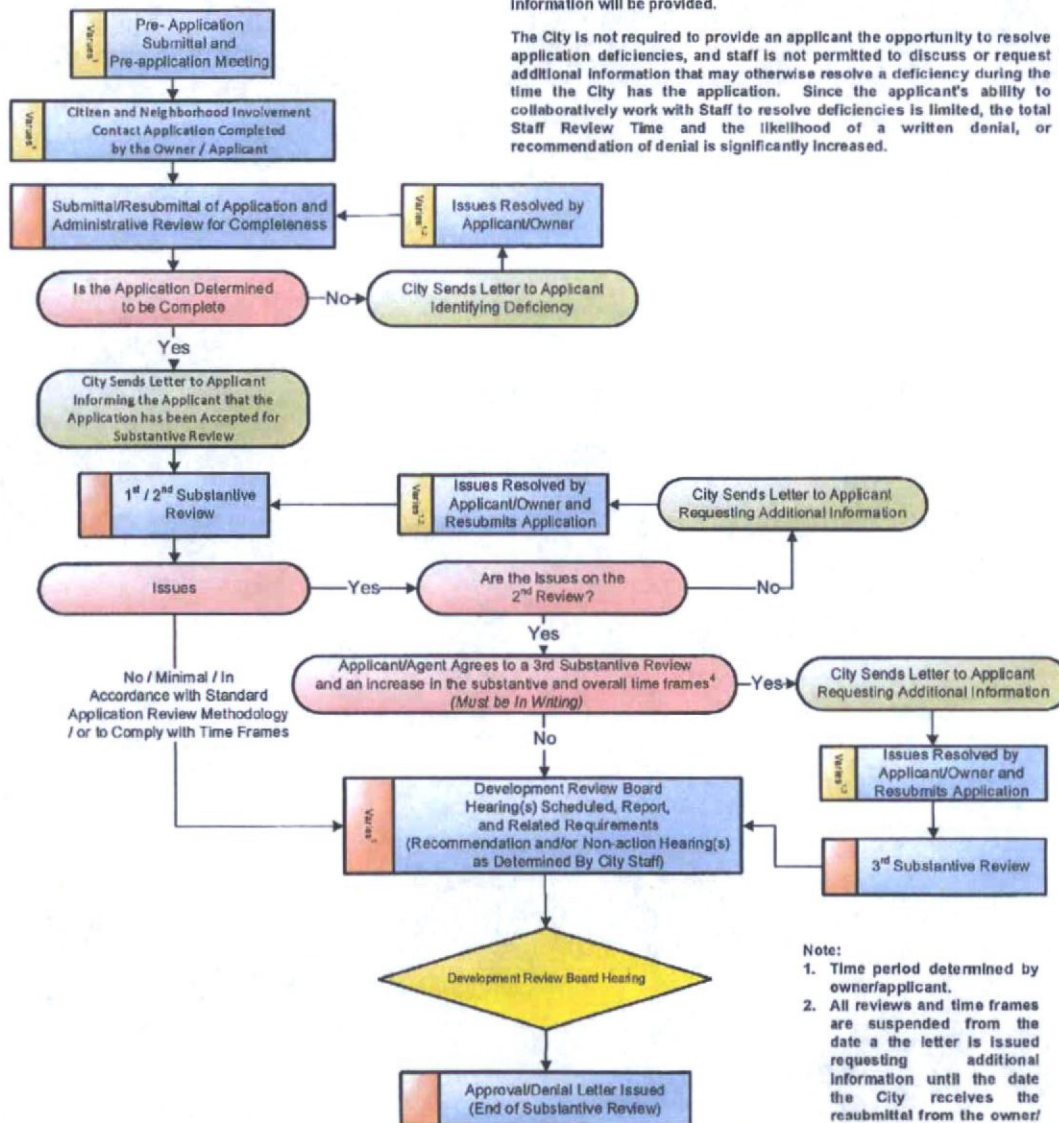 Information will be provided.
The City is not required to provide an applicant the opportunity to resolve
application deficiencies, and staff is not permitted to discuss or request
additional information that may otherwise resolve a deficiency during the
time the City has the application. Since the applicant's ability to
collaboratively work with Staff to resolve deficiencies is limited, the total
Staff Review Time and the likelihood of a written denial, or
recommendation of denial is significantly increased.
Pre- Application
Submittal and
Pre-application Meeting
Citizen and Neighborhood Involvement
Contact Application Completed
by the Owner / Applicant
Submittal/Resubmittal of Application and
Administrative Review for Completeness
Varies1,2
Issues Resolved by
Applicant/Owner
Is the Application Determined
to be Complete
No
City Sends Letter to Applicant
Identifying Deficiency
Yes
City Sends Letter to Applicant
Informing the Applicant that the
Application has been Accepted for
Substantive Review
1st / 2nd Substantive
Review
Varies1,2
Issues Resolved by
Applicant/Owner and
Resubmits Application
City Sends Letter to Applicant
Requesting Additional Information
Issues
Yes
Are the Issues on the
2nd Review?
No
Yes
No / Minimal / In
Accordance with Standard
Application Review Methodology
/ or to Comply with Time Frames
Applicant/Agent Agrees to a 3rd Substantive Review
and an increase in the substantive and overall time frames4
(Must be In Writing)
Yes
City Sends Letter to Applicant
Requesting Additional Information
No
Varies1,2
Issues Resolved by
Applicant/Owner and
Resubmits Application
Development Review Board
Hearing(s) Scheduled, Report,
and Related Requirements
(Recommendation and/or Non-action Hearing(s)
as Determined By City Staff)
3rd Substantive Review
Development Review Board Hearing
Approval/Denial Letter Issued
(End of Substantive Review)
Note:
1. Time period determined by
owner/applicant.
2. All reviews and time frames
are suspended from the
date a the letter is issued
requesting additional
information until the date
the City receives the
resubmittal from the owner/